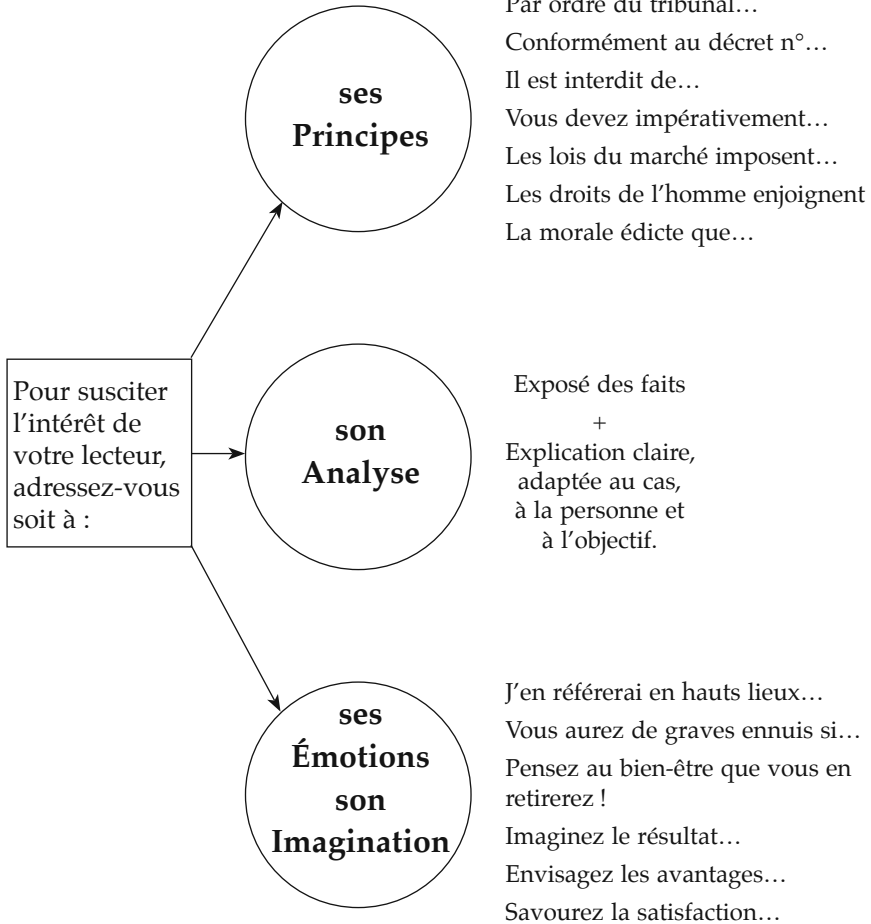 Pour susciter
l'intérêt de
votre lecteur,
adressez-vous
soit à :
ses
Principes
Par ordre du tribunal…
Conformément au décret n°…
Il est interdit de…
Vous devez impérativement…
Les lois du marché imposent…
Les droits de l'homme enjoignent
La morale édicte que…
son
Analyse
Exposé des faits
+
Explication claire,
adaptée au cas,
à la personne et
à l'objectif.
ses
Émotions
son
Imagination
J'en référerai en hauts lieux…
Vous aurez de graves ennuis si…
Pensez au bien-être que vous en
retirerez !
Imaginez le résultat…
Envisagez les avantages…
Savourez la satisfaction…